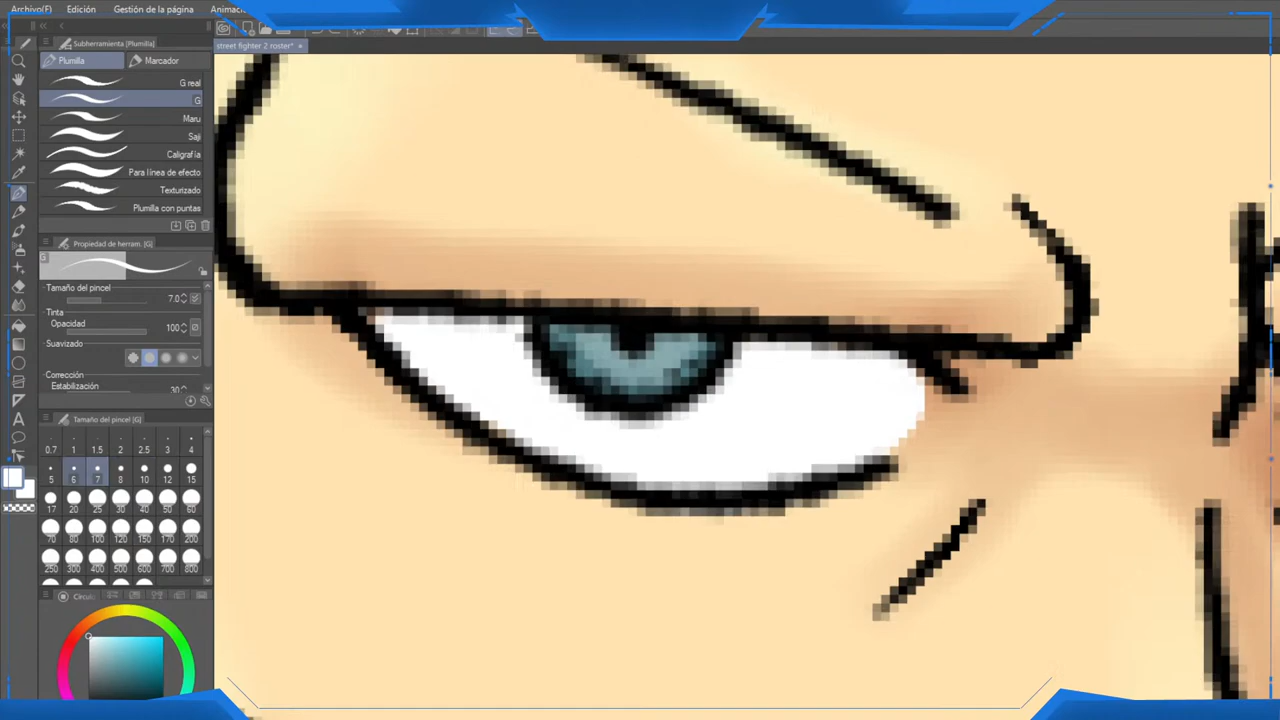 Archivo(F) Edición Gestión de la página Animación
street fighter 2 roster*
Subherramienta [Plumilla]
Plumilla Marcador
G real
G
Maru
Saji
Caligrafía
Para línea de efecto
Texturizado
Plumilla con puntas
Propiedad de herram. [G]
G
Tamaño del pincel 7.0
Tinta
Opacidad 100
Suavizado
Corrección
Estabilización 30
Tamaño del pincel [G]
0.7 1 1.5 2 2.5 3 4
5 6 7 8 10 12 15
17 20 25 30 40 50 60
70 80 100 120 150 170 200
250 300 400 500 600 700 800
Círculo